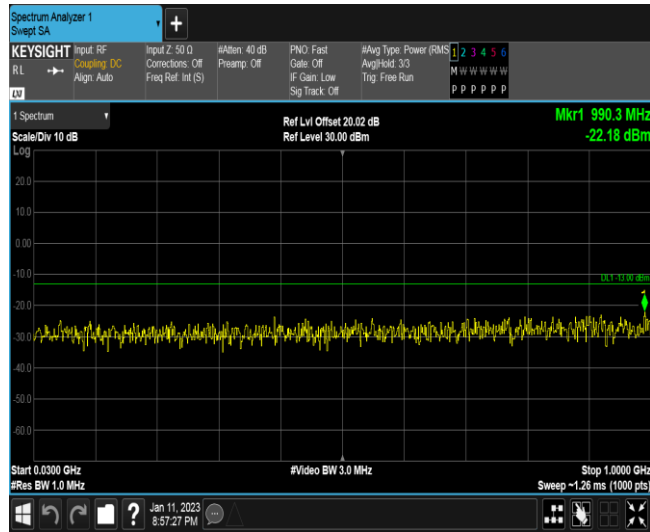 Spectrum Analyzer 1
Swept SA
KEYSIGHT
RL
LXI
Input: RF
Coupling: DC
Align: Auto
Input Z: 50 Ω
Corrections: Off
Freq Ref: Int (S)
#Atten: 40 dB
Preamp: Off
PNO: Fast
Gate: Off
IF Gain: Low
Sig Track: Off
#Avg Type: Power (RMS
Avg|Hold: 3/3
Trig: Free Run
1 2 3 4 5 6
M W W W W W
P P P P P P
1 Spectrum
Scale/Div 10 dB
Log
Ref Lvl Offset 20.02 dB
Ref Level 30.00 dBm
Mkr1 990.3 MHz
-22.18 dBm
20.0
10.0
0.00
-10.0
DL1 -13.00 dBm
1
-20.0
-30.0
-40.0
-50.0
-60.0
Start 0.0300 GHz
#Res BW 1.0 MHz
#Video BW 3.0 MHz
Stop 1.0000 GHz
Sweep ~1.26 ms (1000 pts)
?
Jan 11, 2023
8:57:27 PM